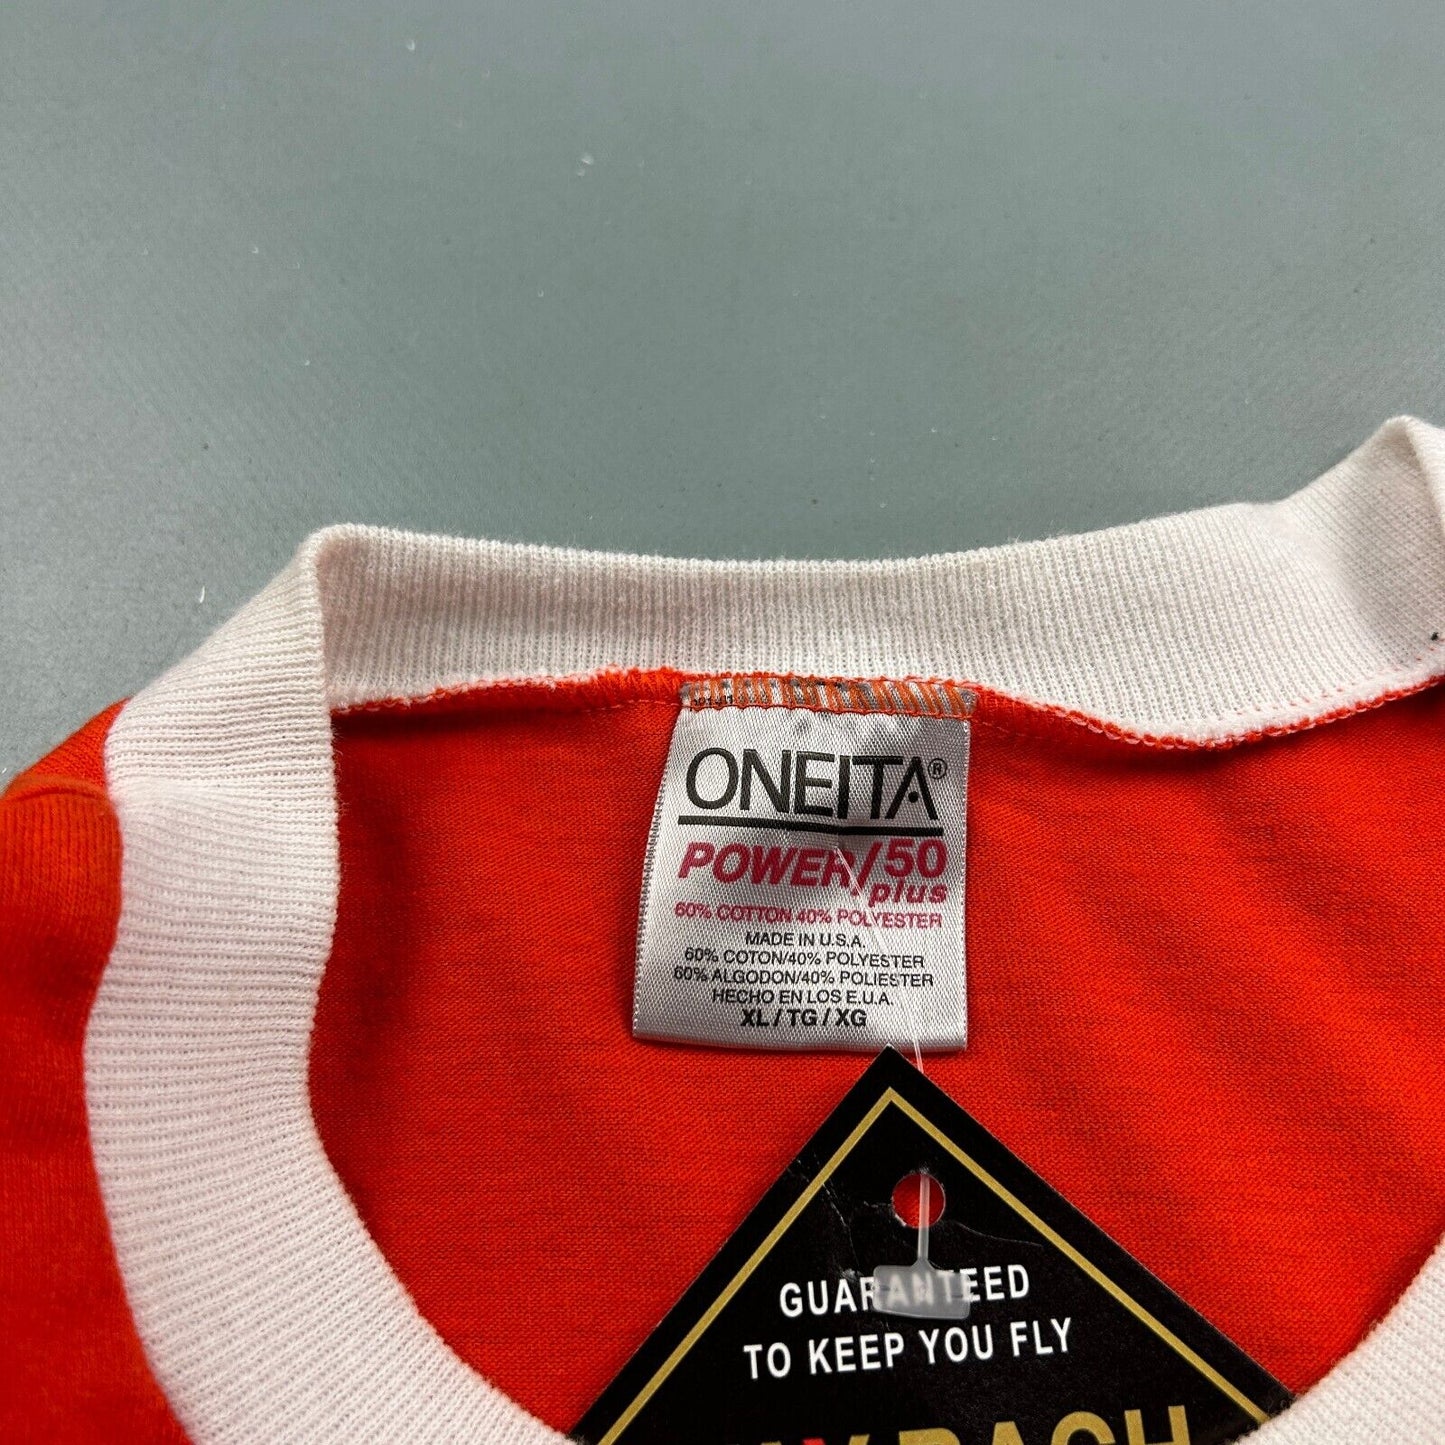 ONEITA®
POWER/50
plus
60% COTTON 40% POLYESTER
MADE IN U.S.A.
60% COTON/40% POLYESTER
60% ALGODON/40% POLIESTER
HECHO EN LOS E.U.A.
XL/TG/XG
GUARANTEED
TO KEEP YOU FLY